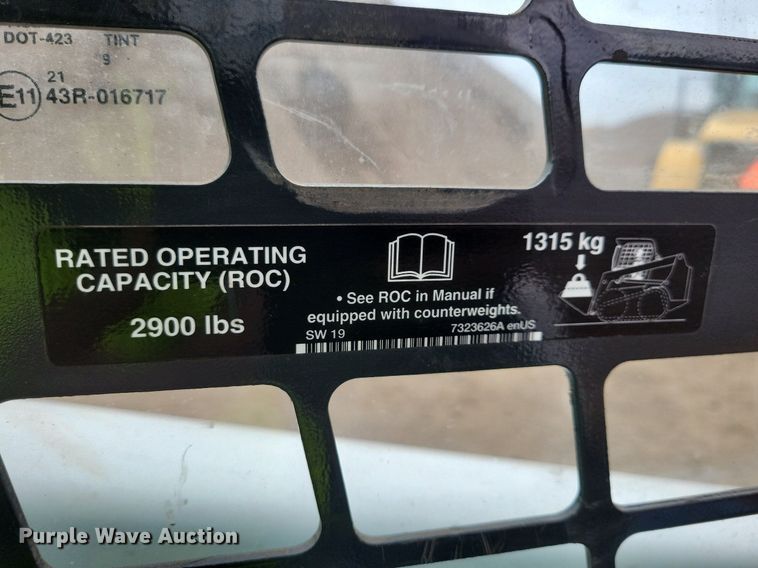 DOT-423 TINT
9
21
E11 43R-016717
RATED OPERATING
CAPACITY (ROC)
2900 lbs
• See ROC in Manual if
equipped with counterweights.
SW 19
7323626A enUS
1315 kg
Purple Wave Auction